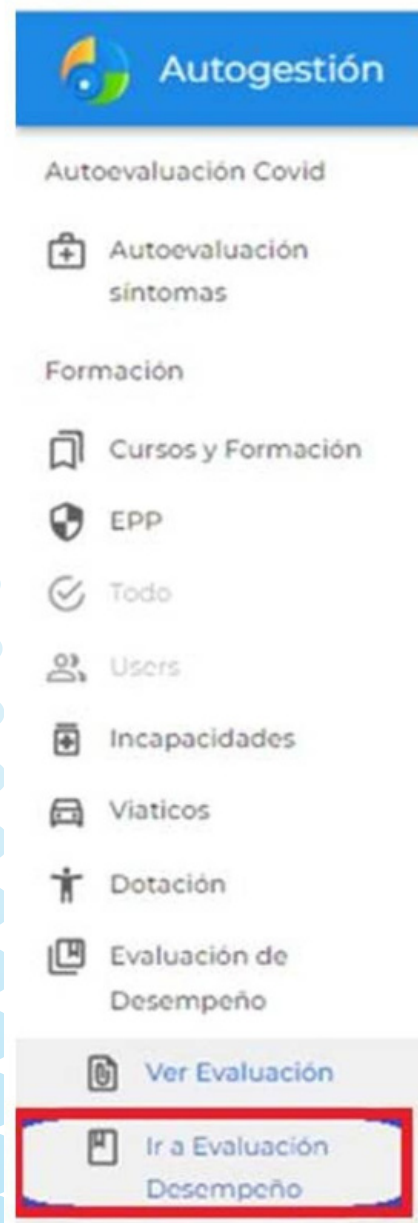 Autogestión
Autoevaluación Covid
Autoevaluación
síntomas
Formación
Cursos y Formación
EPP
Todo
Users
Incapacidades
Viaticos
Dotación
Evaluación de
Desempeño
Ver Evaluación
Ir a Evaluación
Desempeño